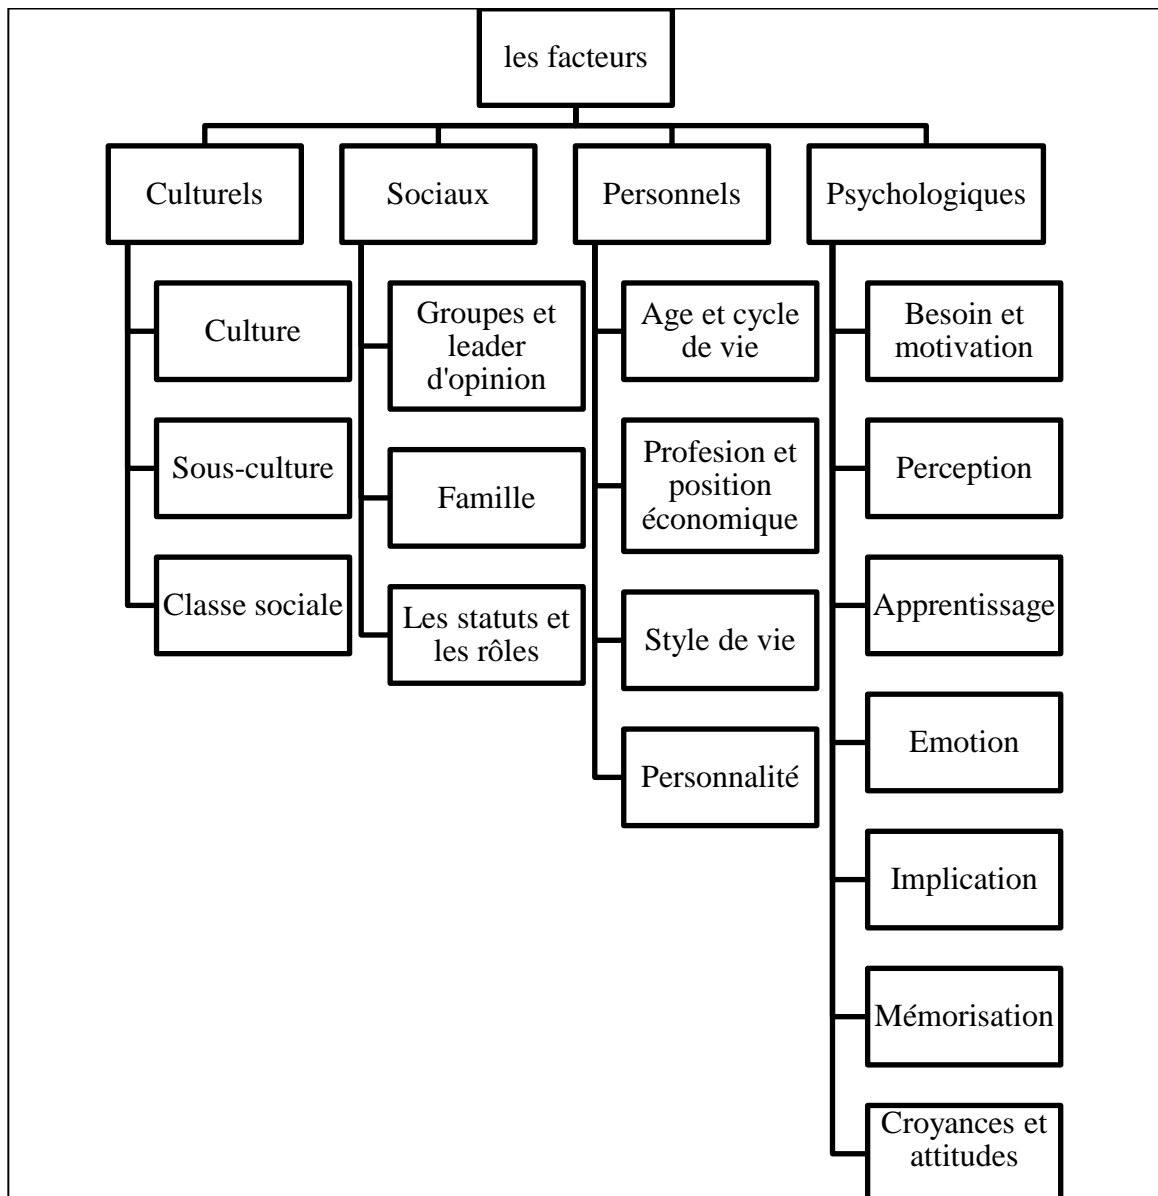 les facteurs
Culturels
Sociaux
Personnels
Psychologiques
Culture
Sous-culture
Classe sociale
Groupes et
leader
d'opinion
Famille
Les statuts et
les rôles
Age et cycle
de vie
Profesion et
position
économique
Style de vie
Personnalité
Besoin et
motivation
Perception
Apprentissage
Emotion
Implication
Mémorisation
Croyances et
attitudes